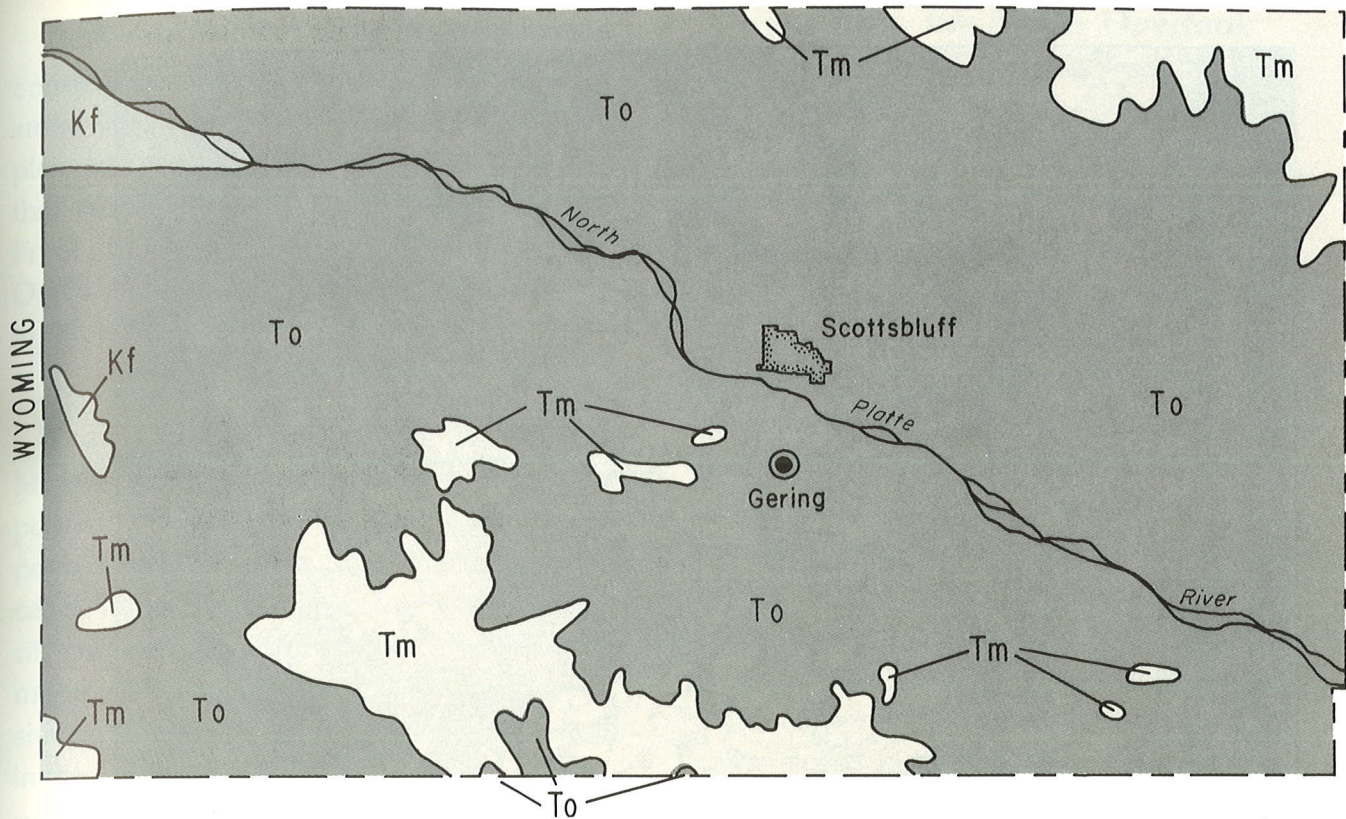 Tm
Tm
To
Kf
North
WYOMING
To
Scottsbluff
Kf
Tm
To
Platte
Gering
Tm
To
River
Tm
Tm
Tm
To
To